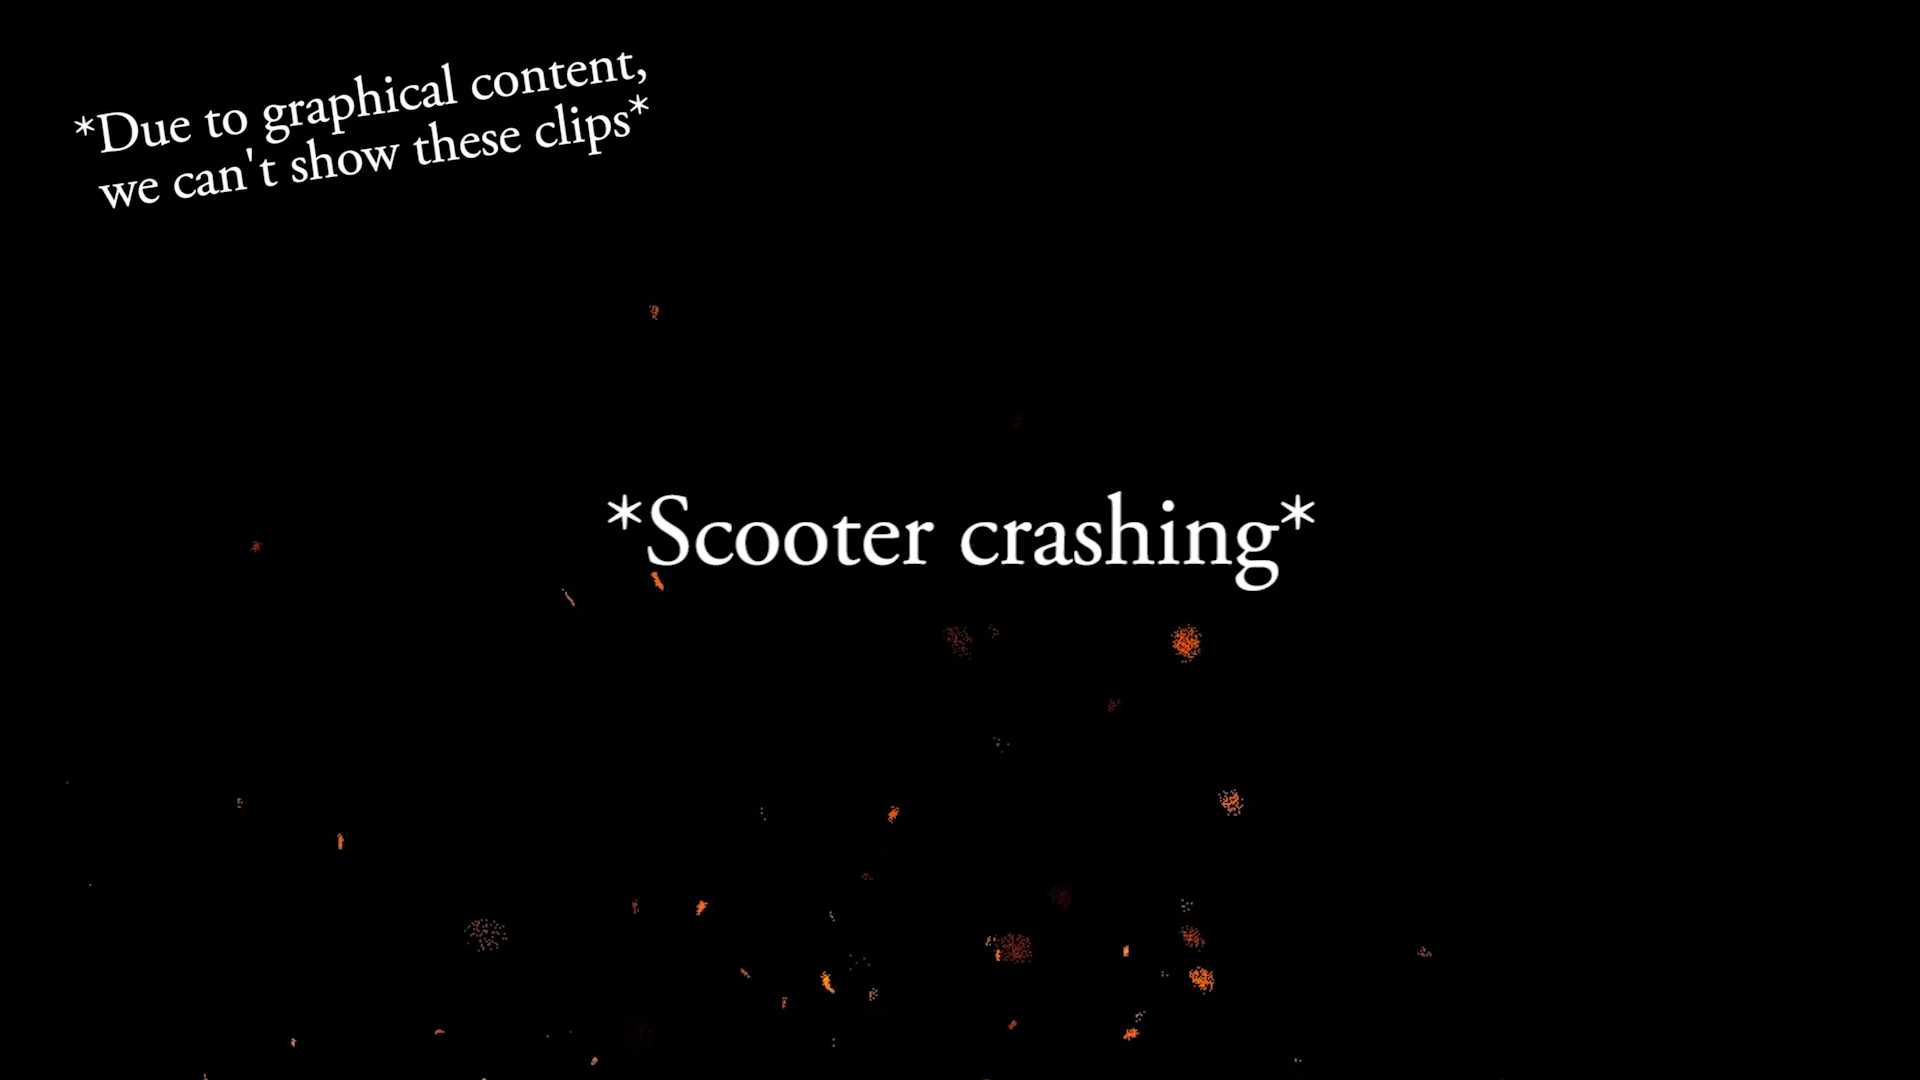 *Due to graphical content,
we can't show these clips*
*Scooter crashing*